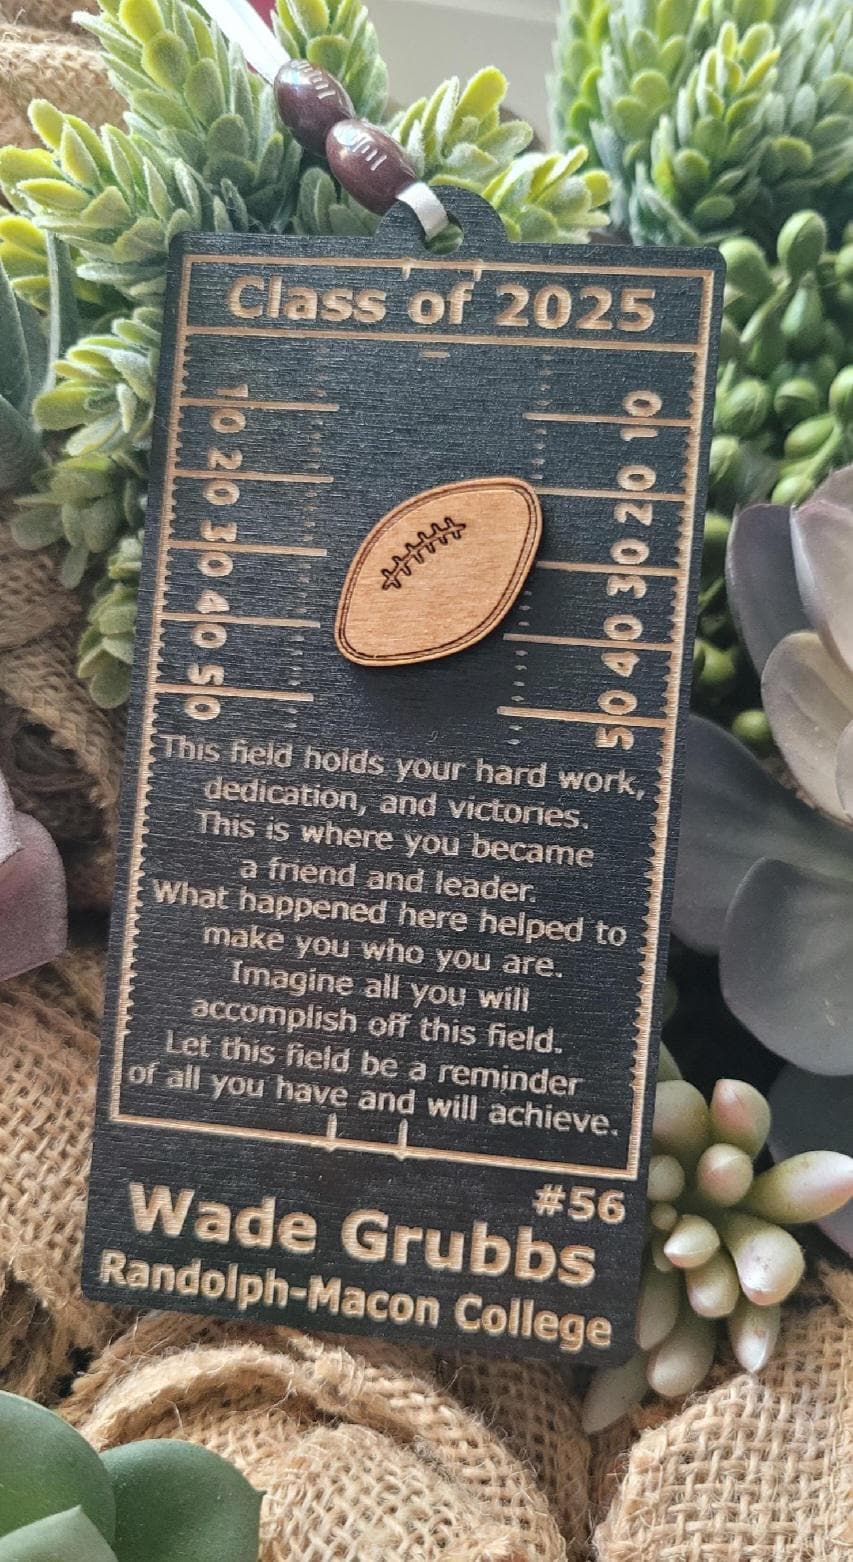 Class of 2025
10 10
20 20
30 30
40 40
50 50
This field holds your hard work,
dedication, and victories.
This is where you became
a friend and leader.
What happened here helped to
make you who you are.
Imagine all you will
accomplish off this field.
Let this field be a reminder
of all you have and will achieve.
#56
Wade Grubbs
Randolph-Macon College